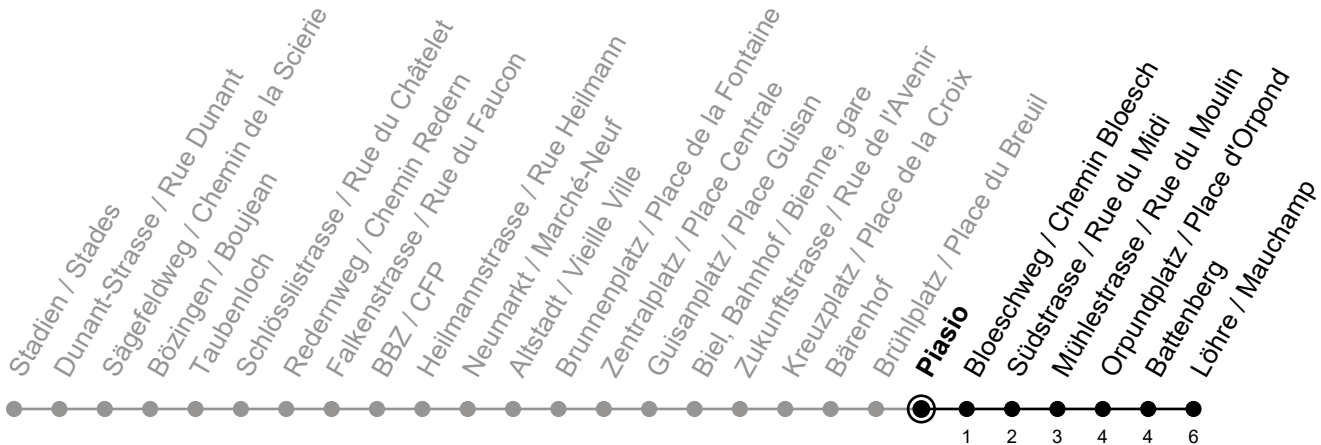 Stadien / Stades
Dunant-Strasse / Rue Dunant
Sägefeldweg / Chemin de la Scierie
Bözingen / Boujean
Taubenloch
Schlösslistrasse / Rue du Châtelet
Redernweg / Chemin Redern
Falkenstrasse / Rue du Faucon
BBZ / CFP
Heilmannstrasse / Rue Heilmann
Neumarkt / Marché-Neuf
Altstadt / Vieille Ville
Brunnenplatz / Place de la Fontaine
Zentralplatz / Place Centrale
Guisanplatz / Place Guisan
Biel, Bahnhof / Bienne, gare
Zukunftstrasse / Rue de l'Avenir
Kreuzplatz / Place de la Croix
Bärenhof
Brühlplatz / Place du Breuil
Piasio
Bloeschweg / Chemin Bloesch
Südstrasse / Rue du Midi
Mühlestrasse / Rue du Moulin
Orpundplatz / Place d'Orpond
Battenberg
Löhre / Mauchamp
1 2 3 4 4 6